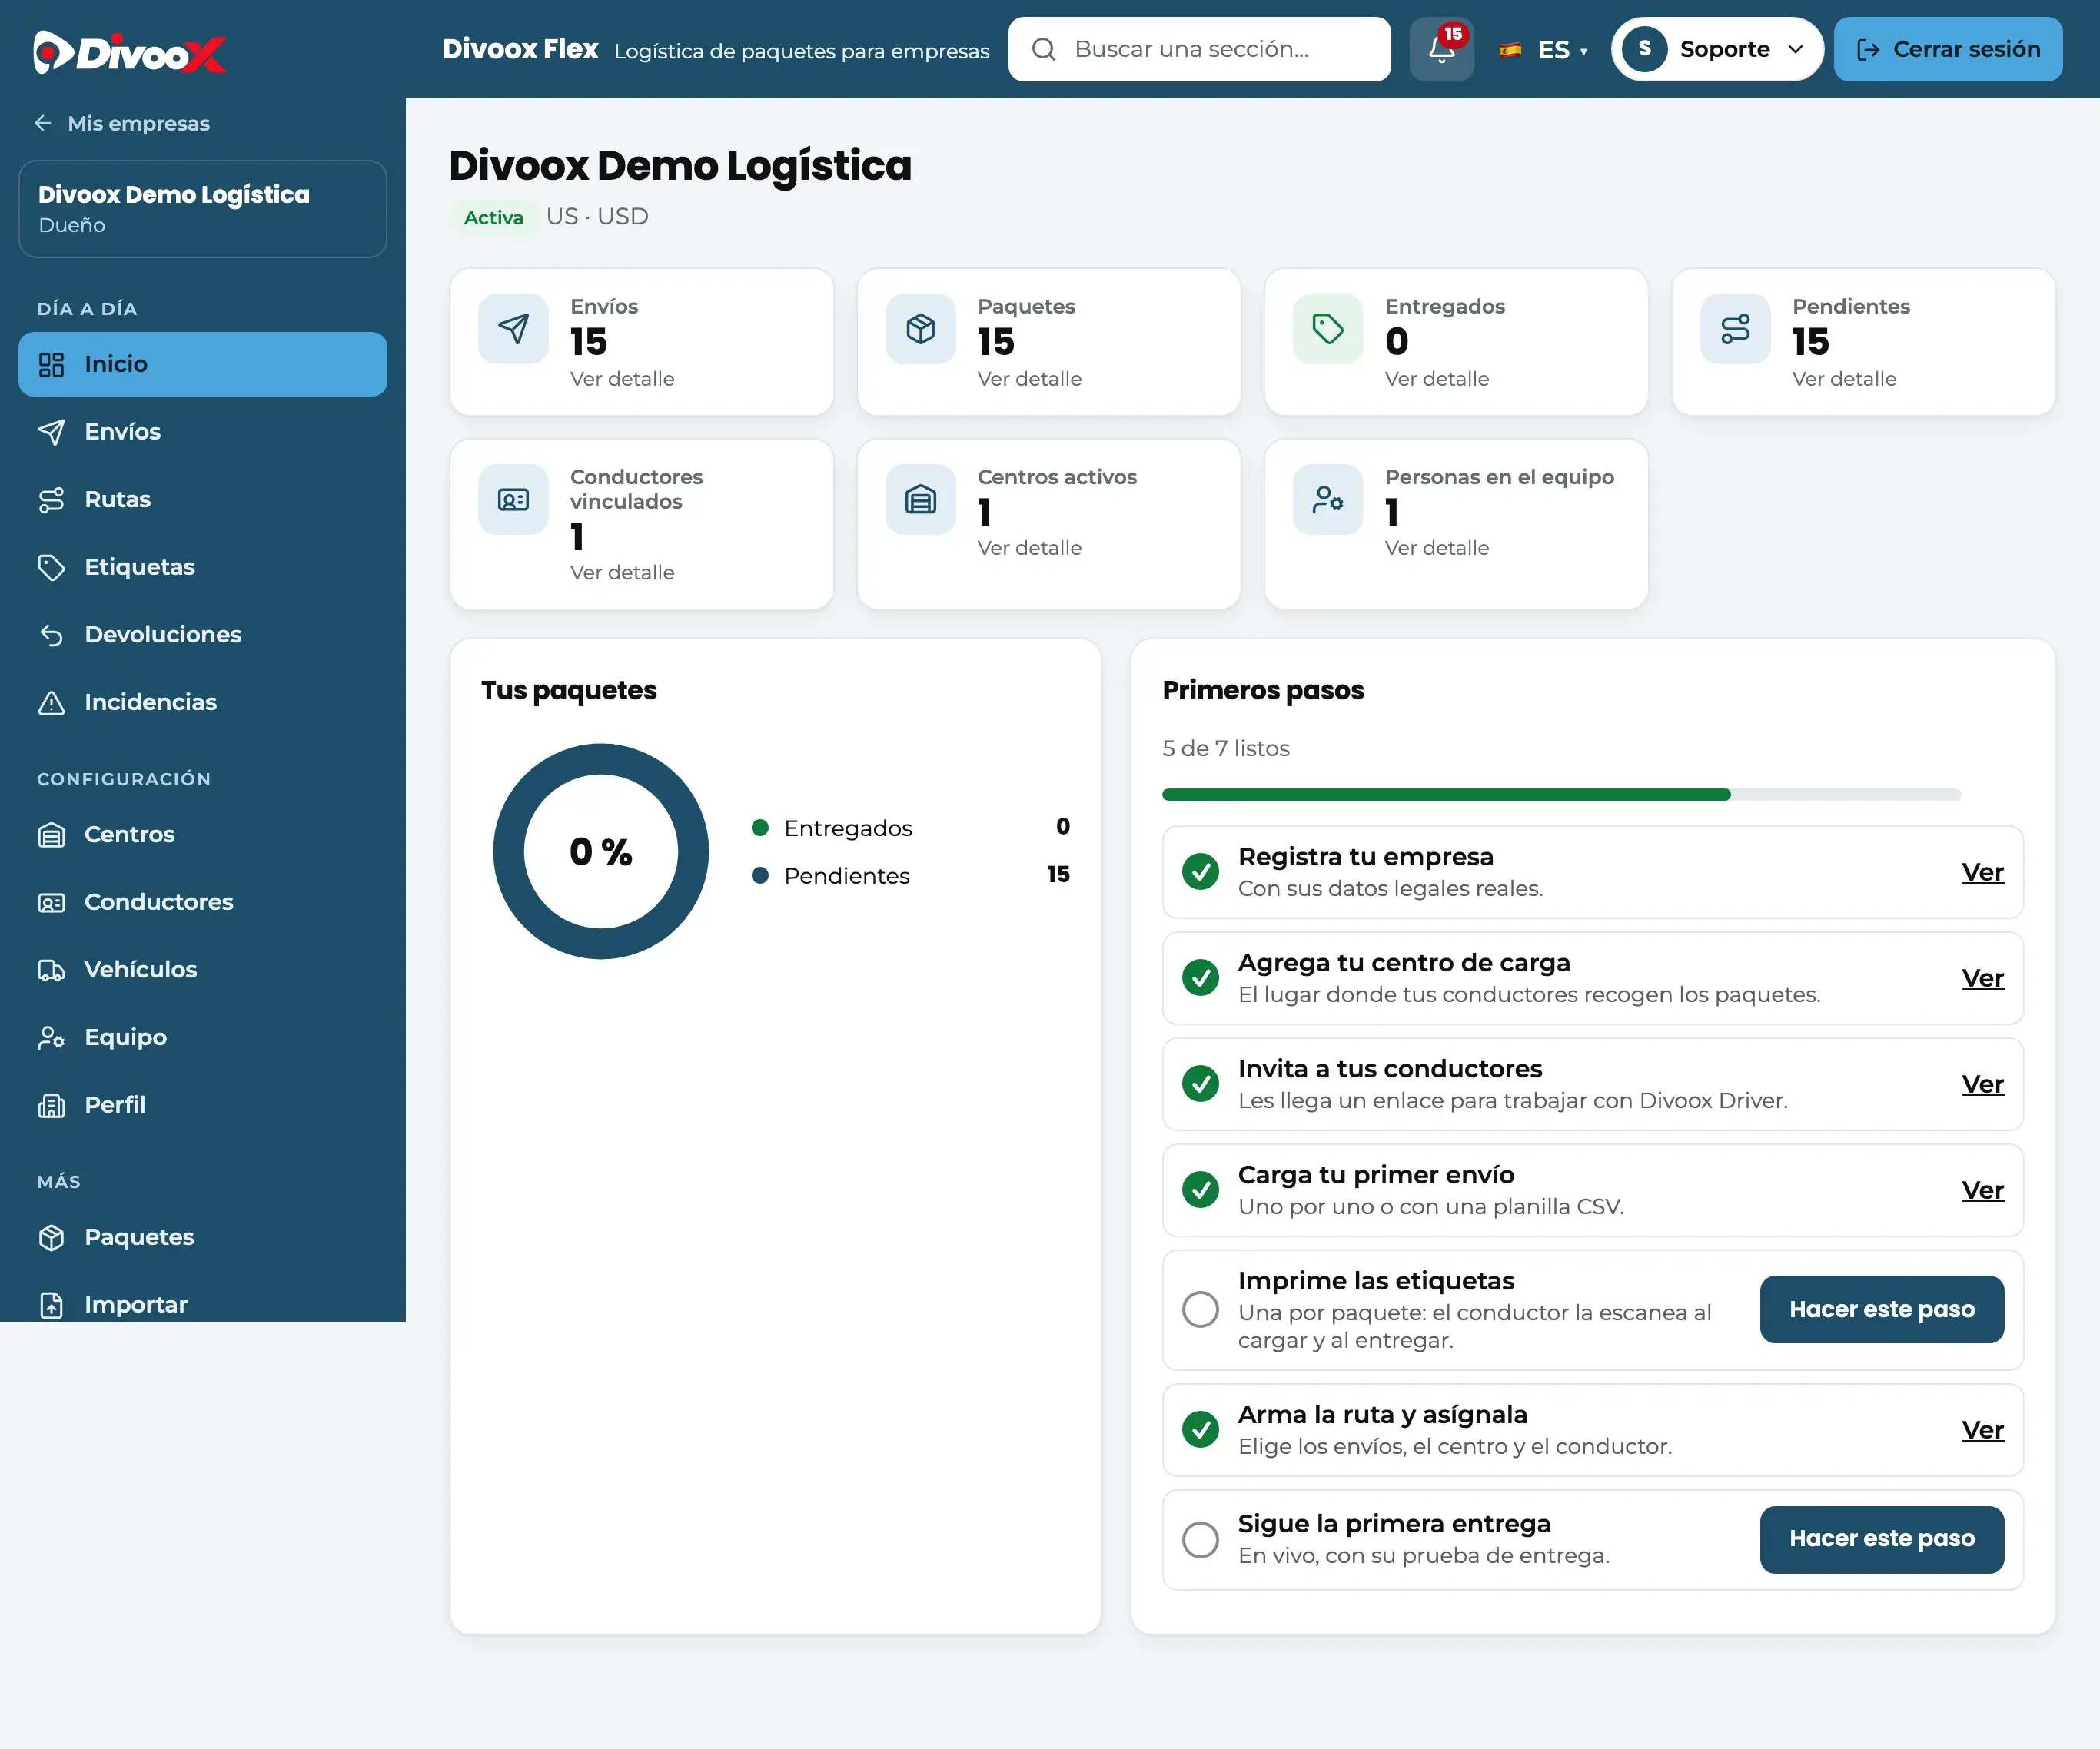 DivooX
Divoox Flex Logística de paquetes para empresas
Buscar una sección...
15
ES
S Soporte
Cerrar sesión
Mis empresas
Divoox Demo Logística
Dueño
DÍA A DÍA
Inicio
Envíos
Rutas
Etiquetas
Devoluciones
Incidencias
CONFIGURACIÓN
Centros
Conductores
Vehículos
Equipo
Perfil
MÁS
Paquetes
Importar
Divoox Demo Logística
Activa US · USD
Envíos
15
Ver detalle
Paquetes
15
Ver detalle
Entregados
0
Ver detalle
Pendientes
15
Ver detalle
Conductores
vinculados
1
Ver detalle
Centros activos
1
Ver detalle
Personas en el equipo
1
Ver detalle
Tus paquetes
0 %
Entregados 0
Pendientes 15
Primeros pasos
5 de 7 listos
Registra tu empresa
Con sus datos legales reales.
Ver
Agrega tu centro de carga
El lugar donde tus conductores recogen los paquetes.
Ver
Invita a tus conductores
Les llega un enlace para trabajar con Divoox Driver.
Ver
Carga tu primer envío
Uno por uno o con una planilla CSV.
Ver
Imprime las etiquetas
Una por paquete: el conductor la escanea al
cargar y al entregar.
Hacer este paso
Arma la ruta y asígnala
Elige los envíos, el centro y el conductor.
Ver
Sigue la primera entrega
En vivo, con su prueba de entrega.
Hacer este paso